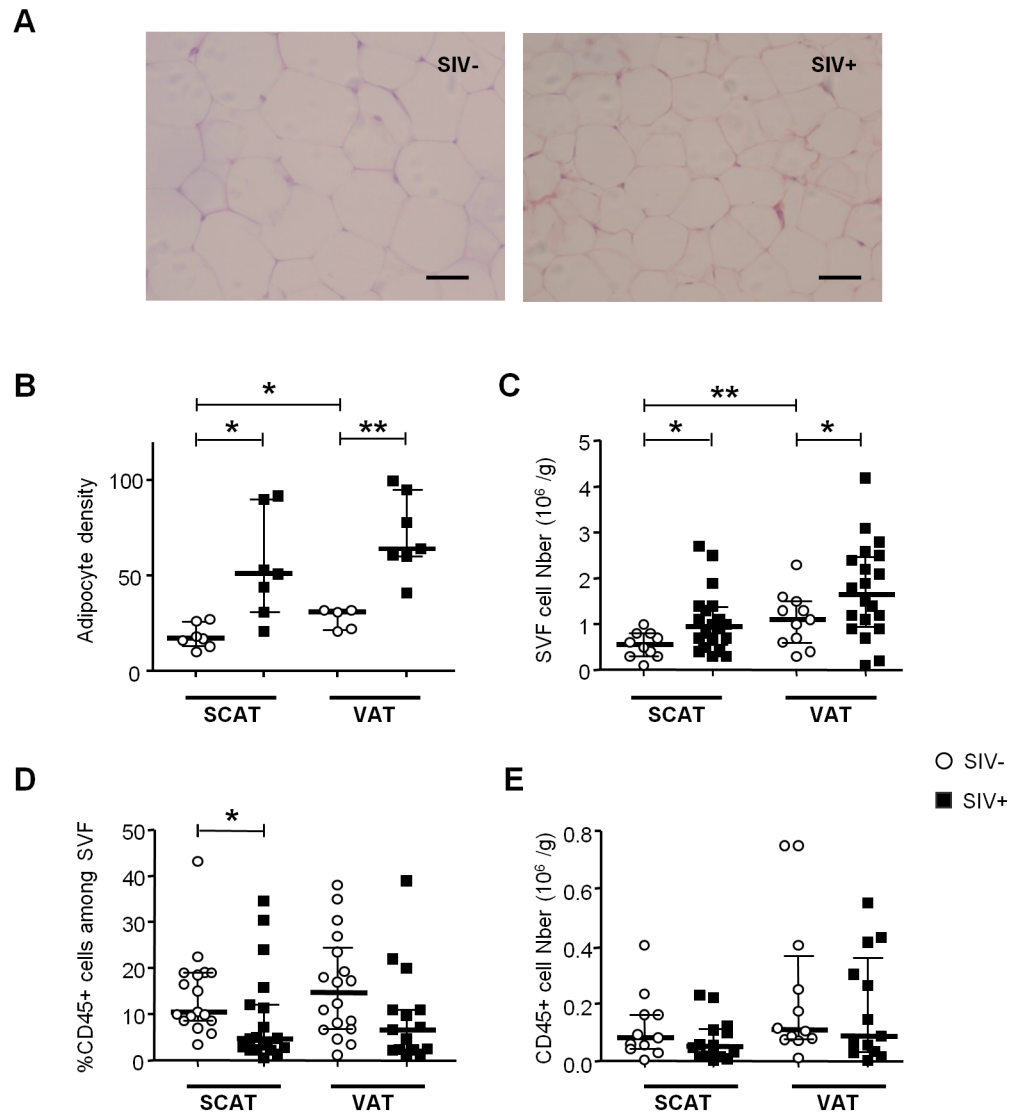 A
SIV-
SIV+
B
*
*
**
Adipocyte density
100
50
0
SCAT
VAT
C
**
*
*
SVF cell Nber (10⁶ /g)
5
4
3
2
1
0
SCAT
VAT
SIV-
SIV+
D
*
%CD45+ cells among SVF
50
40
30
20
10
0
SCAT
VAT
E
CD45+ cell Nber (10⁶ /g)
0.8
0.6
0.4
0.2
0.0
SCAT
VAT